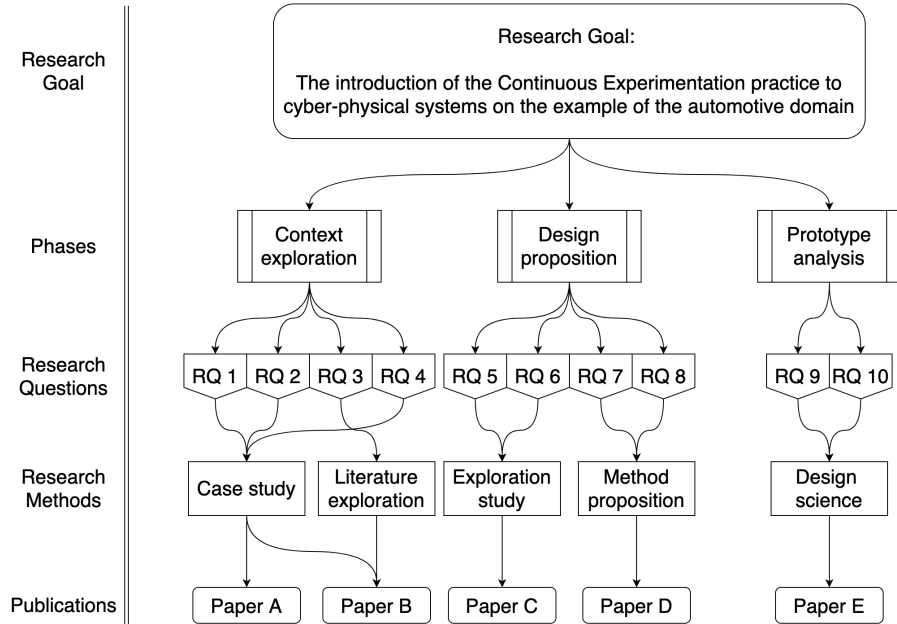 Research
Goal
Research Goal:
The introduction of the Continuous Experimentation practice to
cyber-physical systems on the example of the automotive domain
Phases
Context
exploration
Design
proposition
Prototype
analysis
Research
Questions
RQ 1
RQ 2
RQ 3
RQ 4
RQ 5
RQ 6
RQ 7
RQ 8
RQ 9
RQ 10
Research
Methods
Case study
Literature
exploration
Exploration
study
Method
proposition
Design
science
Publications
Paper A
Paper B
Paper C
Paper D
Paper E